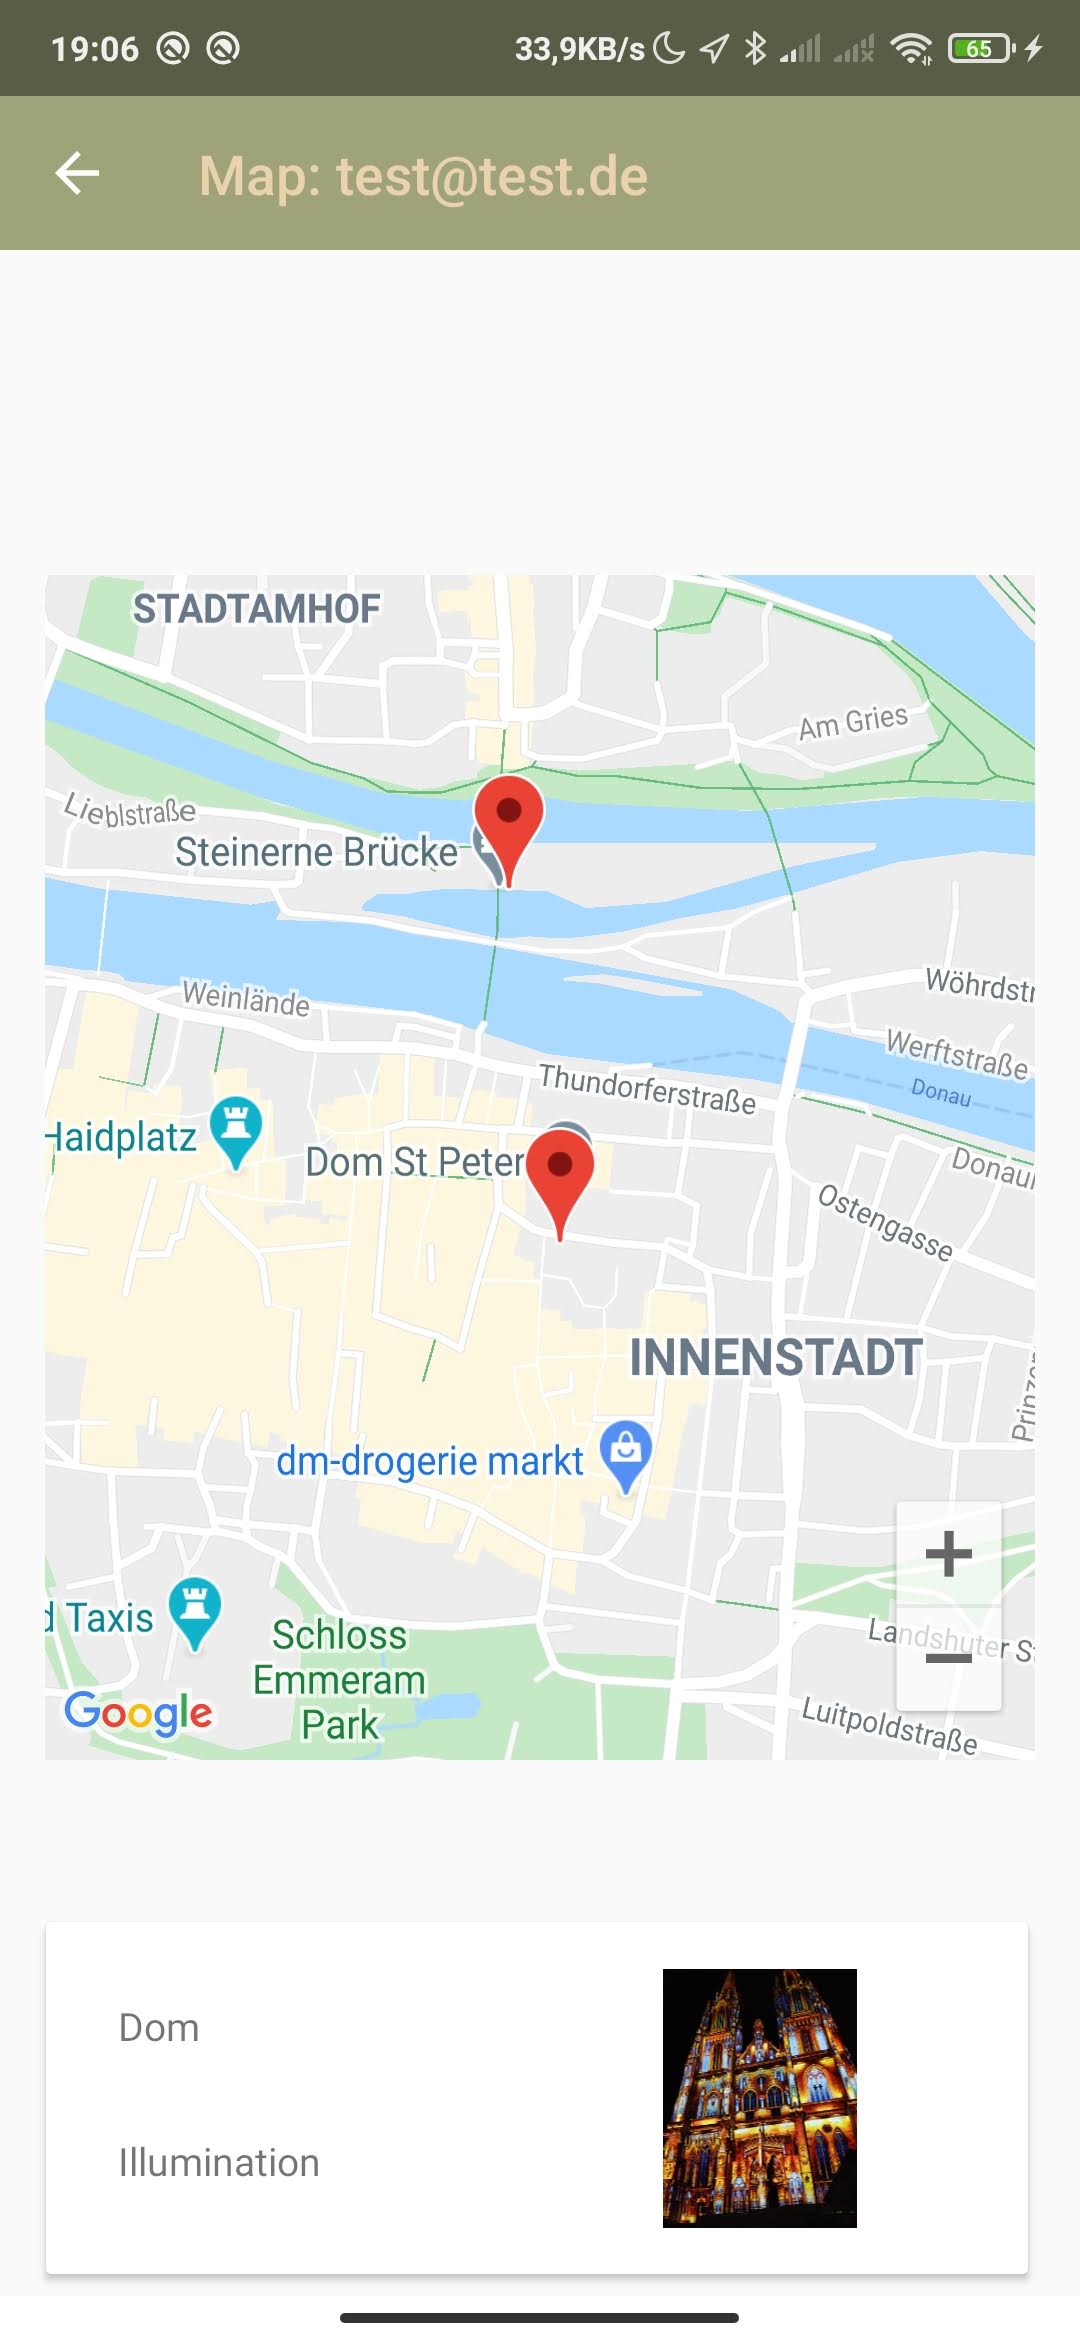 19:06
33,9KB/s
65
Map: test@test.de
STADTAMHOF
Am Gries
Lieblstraße
Steinerne Brücke
Wöhrdstr
Weinlände
Werftstraße
Thundorferstraße
Donau
Haidplatz
Dom St Peter
Donau
Ostengasse
INNENSTADT
Prinzen
dm-drogerie markt
d Taxis
Schloss
Emmeram
Park
Landshuter St
Google
Luitpoldstraße
Dom
Illumination